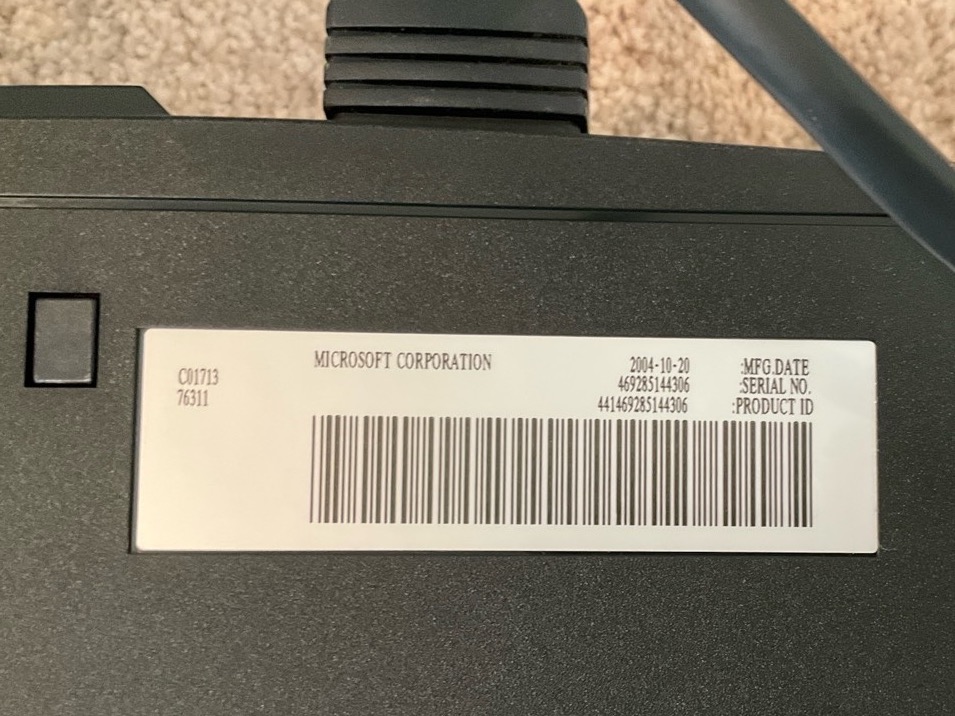 MICROSOFT CORPORATION
C01713
76311
2004-10-20 :MFG.DATE
469285144306 :SERIAL NO.
441469285144306 :PRODUCT ID